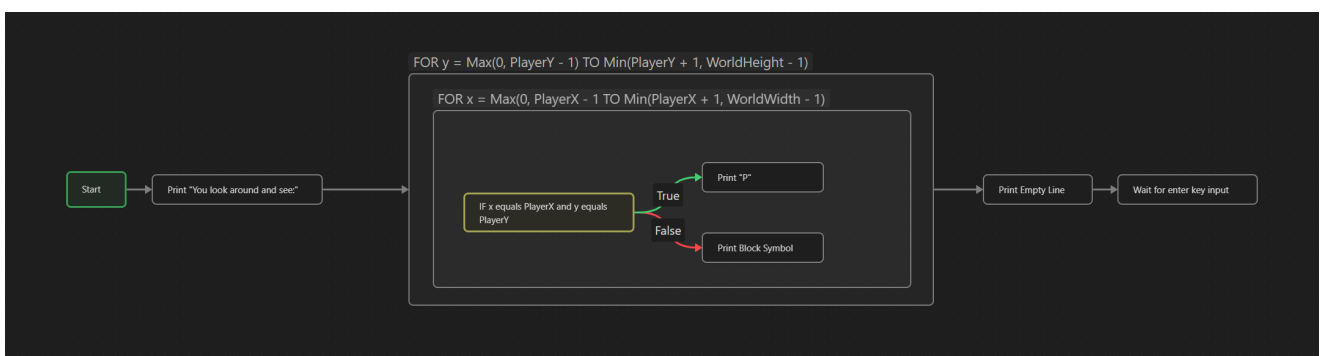 FOR y = Max(0, PlayerY - 1) TO Min(PlayerY + 1, WorldHeight - 1)
FOR x = Max(0, PlayerX - 1 TO Min(PlayerX + 1, WorldWidth - 1)
Start
Print "You look around and see:"
IF x equals PlayerX and y equals
PlayerY
True
False
Print "P"
Print Block Symbol
Print Empty Line
Wait for enter key input